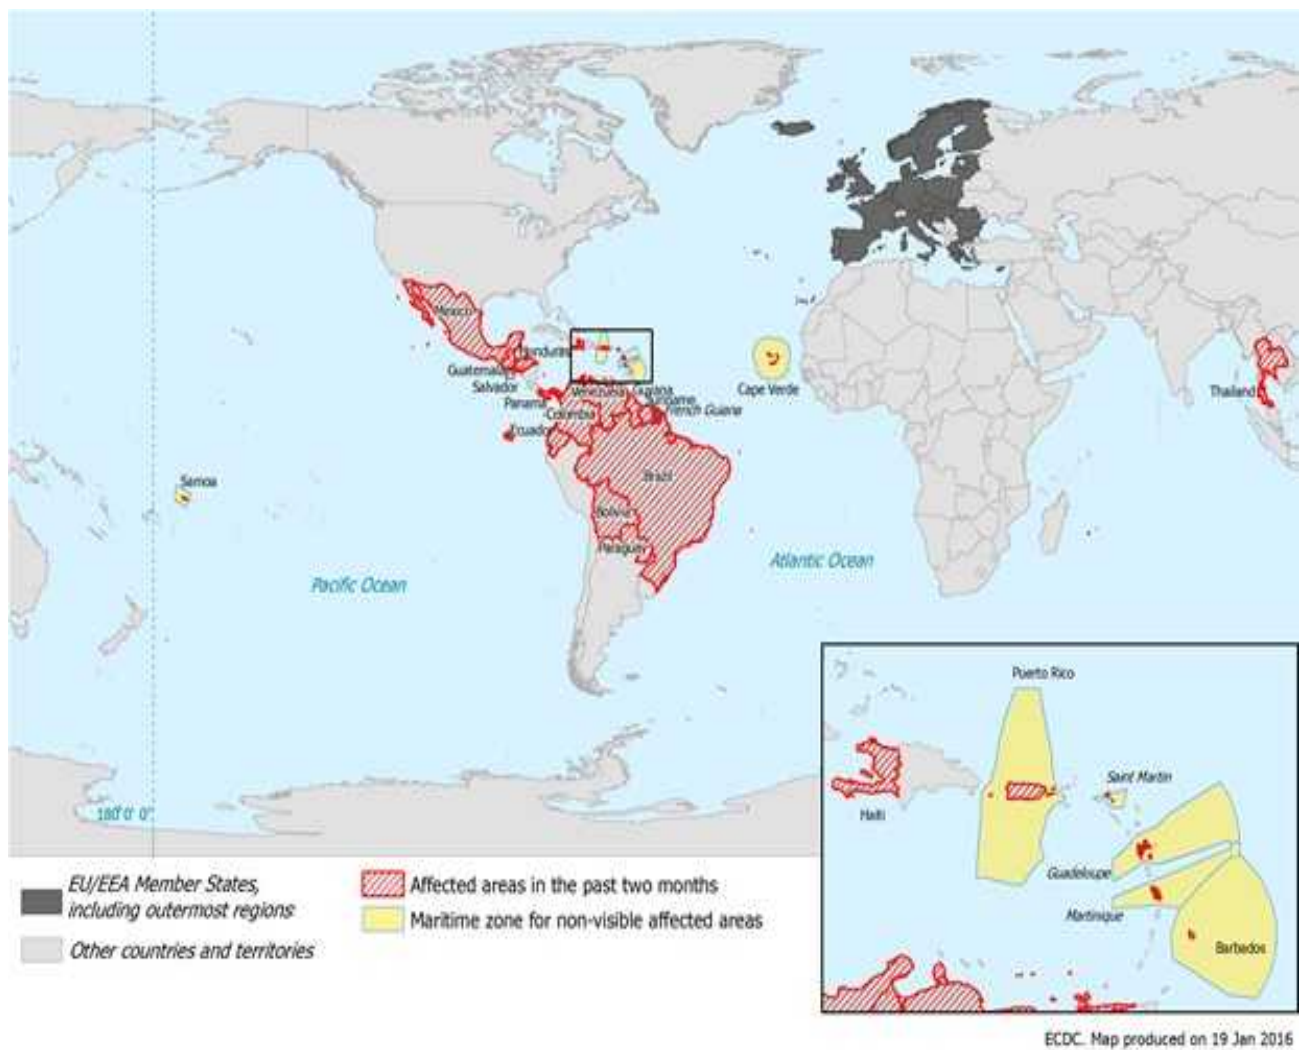 Mexico
Honduras
Guatemala
Salvador
Panama
Venezuela
Guyana
Suriname
French Guiana
Colombia
Ecuador
Brazil
Bolivia
Paraguay
Cape Verde
Thailand
Samoa
Pacific Ocean
Atlantic Ocean
180°0'0"
Puerto Rico
Saint Martin
Haiti
Guadeloupe
Martinique
Barbados
EU/EEA Member States,
including outermost regions
Other countries and territories
Affected areas in the past two months
Maritime zone for non-visible affected areas
ECDC. Map produced on 19 Jan 2016